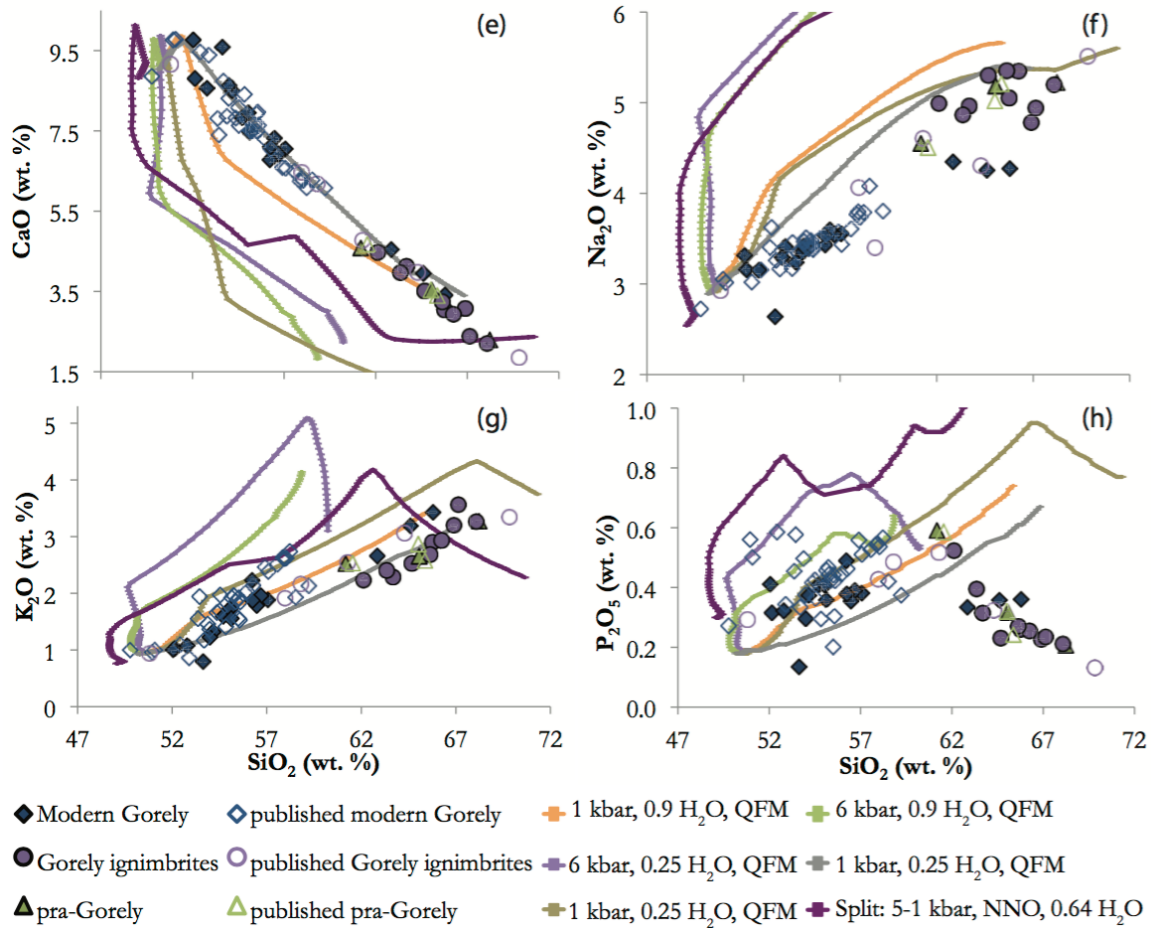 (e)
9.5
7.5
5.5
3.5
1.5
CaO (wt. %)
(f)
6
5
4
3
2
Na₂O (wt. %)
(g)
5
4
3
2
1
0
K₂O (wt. %)
47 52 57 62 67 72
SiO₂ (wt. %)
(h)
1.0
0.8
0.6
0.4
0.2
0.0
P₂O₅ (wt. %)
47 52 57 62 67 72
SiO₂ (wt. %)
Modern Gorely published modern Gorely 1 kbar, 0.9 H₂O, QFM 6 kbar, 0.9 H₂O, QFM
Gorely ignimbrites published Gorely ignimbrites 6 kbar, 0.25 H₂O, QFM 1 kbar, 0.25 H₂O, QFM
pra-Gorely published pra-Gorely 1 kbar, 0.25 H₂O, QFM Split: 5-1 kbar, NNO, 0.64 H₂O